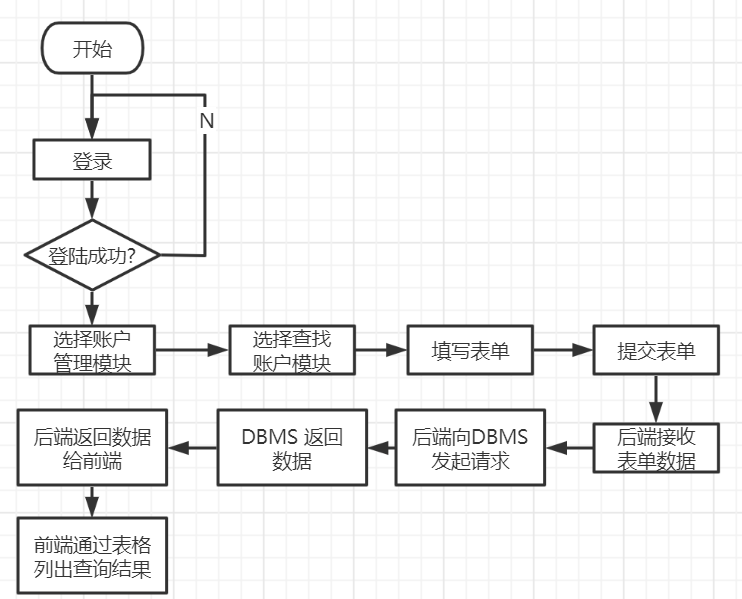 开始
N
登录
登陆成功?
选择账户
管理模块
选择查找
账户模块
填写表单
提交表单
后端接收
表单数据
后端向DBMS
发起请求
DBMS 返回
数据
后端返回数据
给前端
前端通过表格
列出查询结果